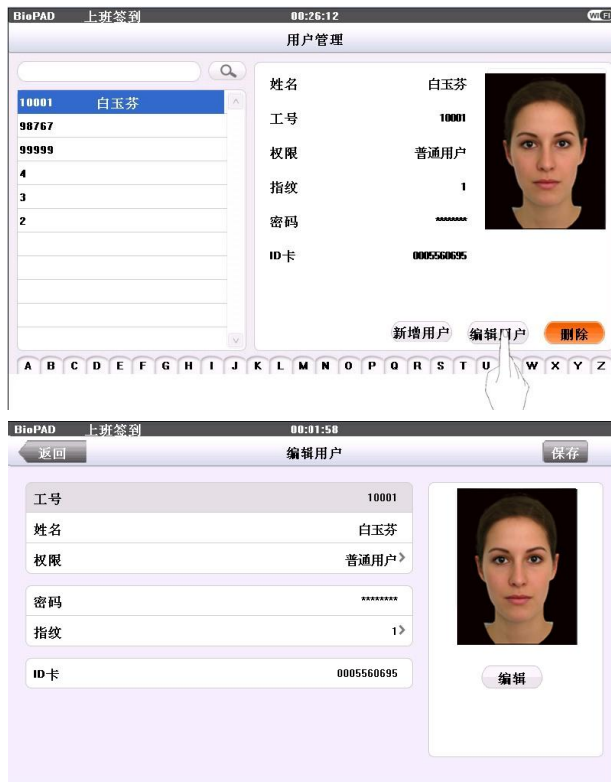 BioPAD 上班签到 00:26:12 WIFI
用户管理
10001 白玉芬
98767
99999
4
3
2
姓名 白玉芬
工号 10001
权限 普通用户
指纹 1
密码 ********
ID卡 0005560695
新增用户 编辑用户 删除
A B C D E F G H I J K L M N O P Q R S T U W X Y Z
BioPAD 上班签到 00:01:58
返回 编辑用户 保存
工号 10001
姓名 白玉芬
权限 普通用户>
密码 ********
指纹 1>
ID卡 0005560695
编辑